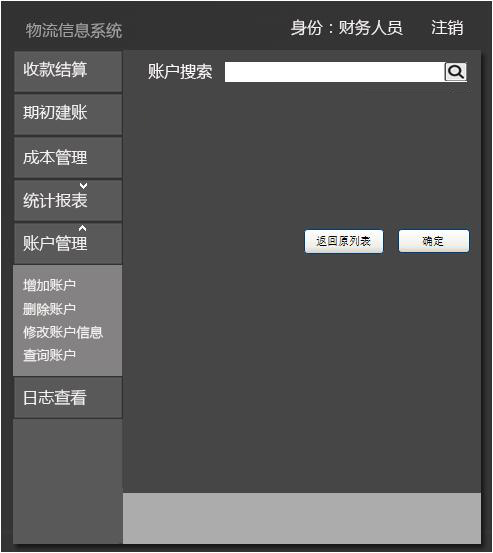 物流信息系统
身份：财务人员 注销
收款结算
账户搜索
期初建账
成本管理
统计报表
账户管理
返回原列表 确定
增加账户
删除账户
修改账户信息
查询账户
日志查看